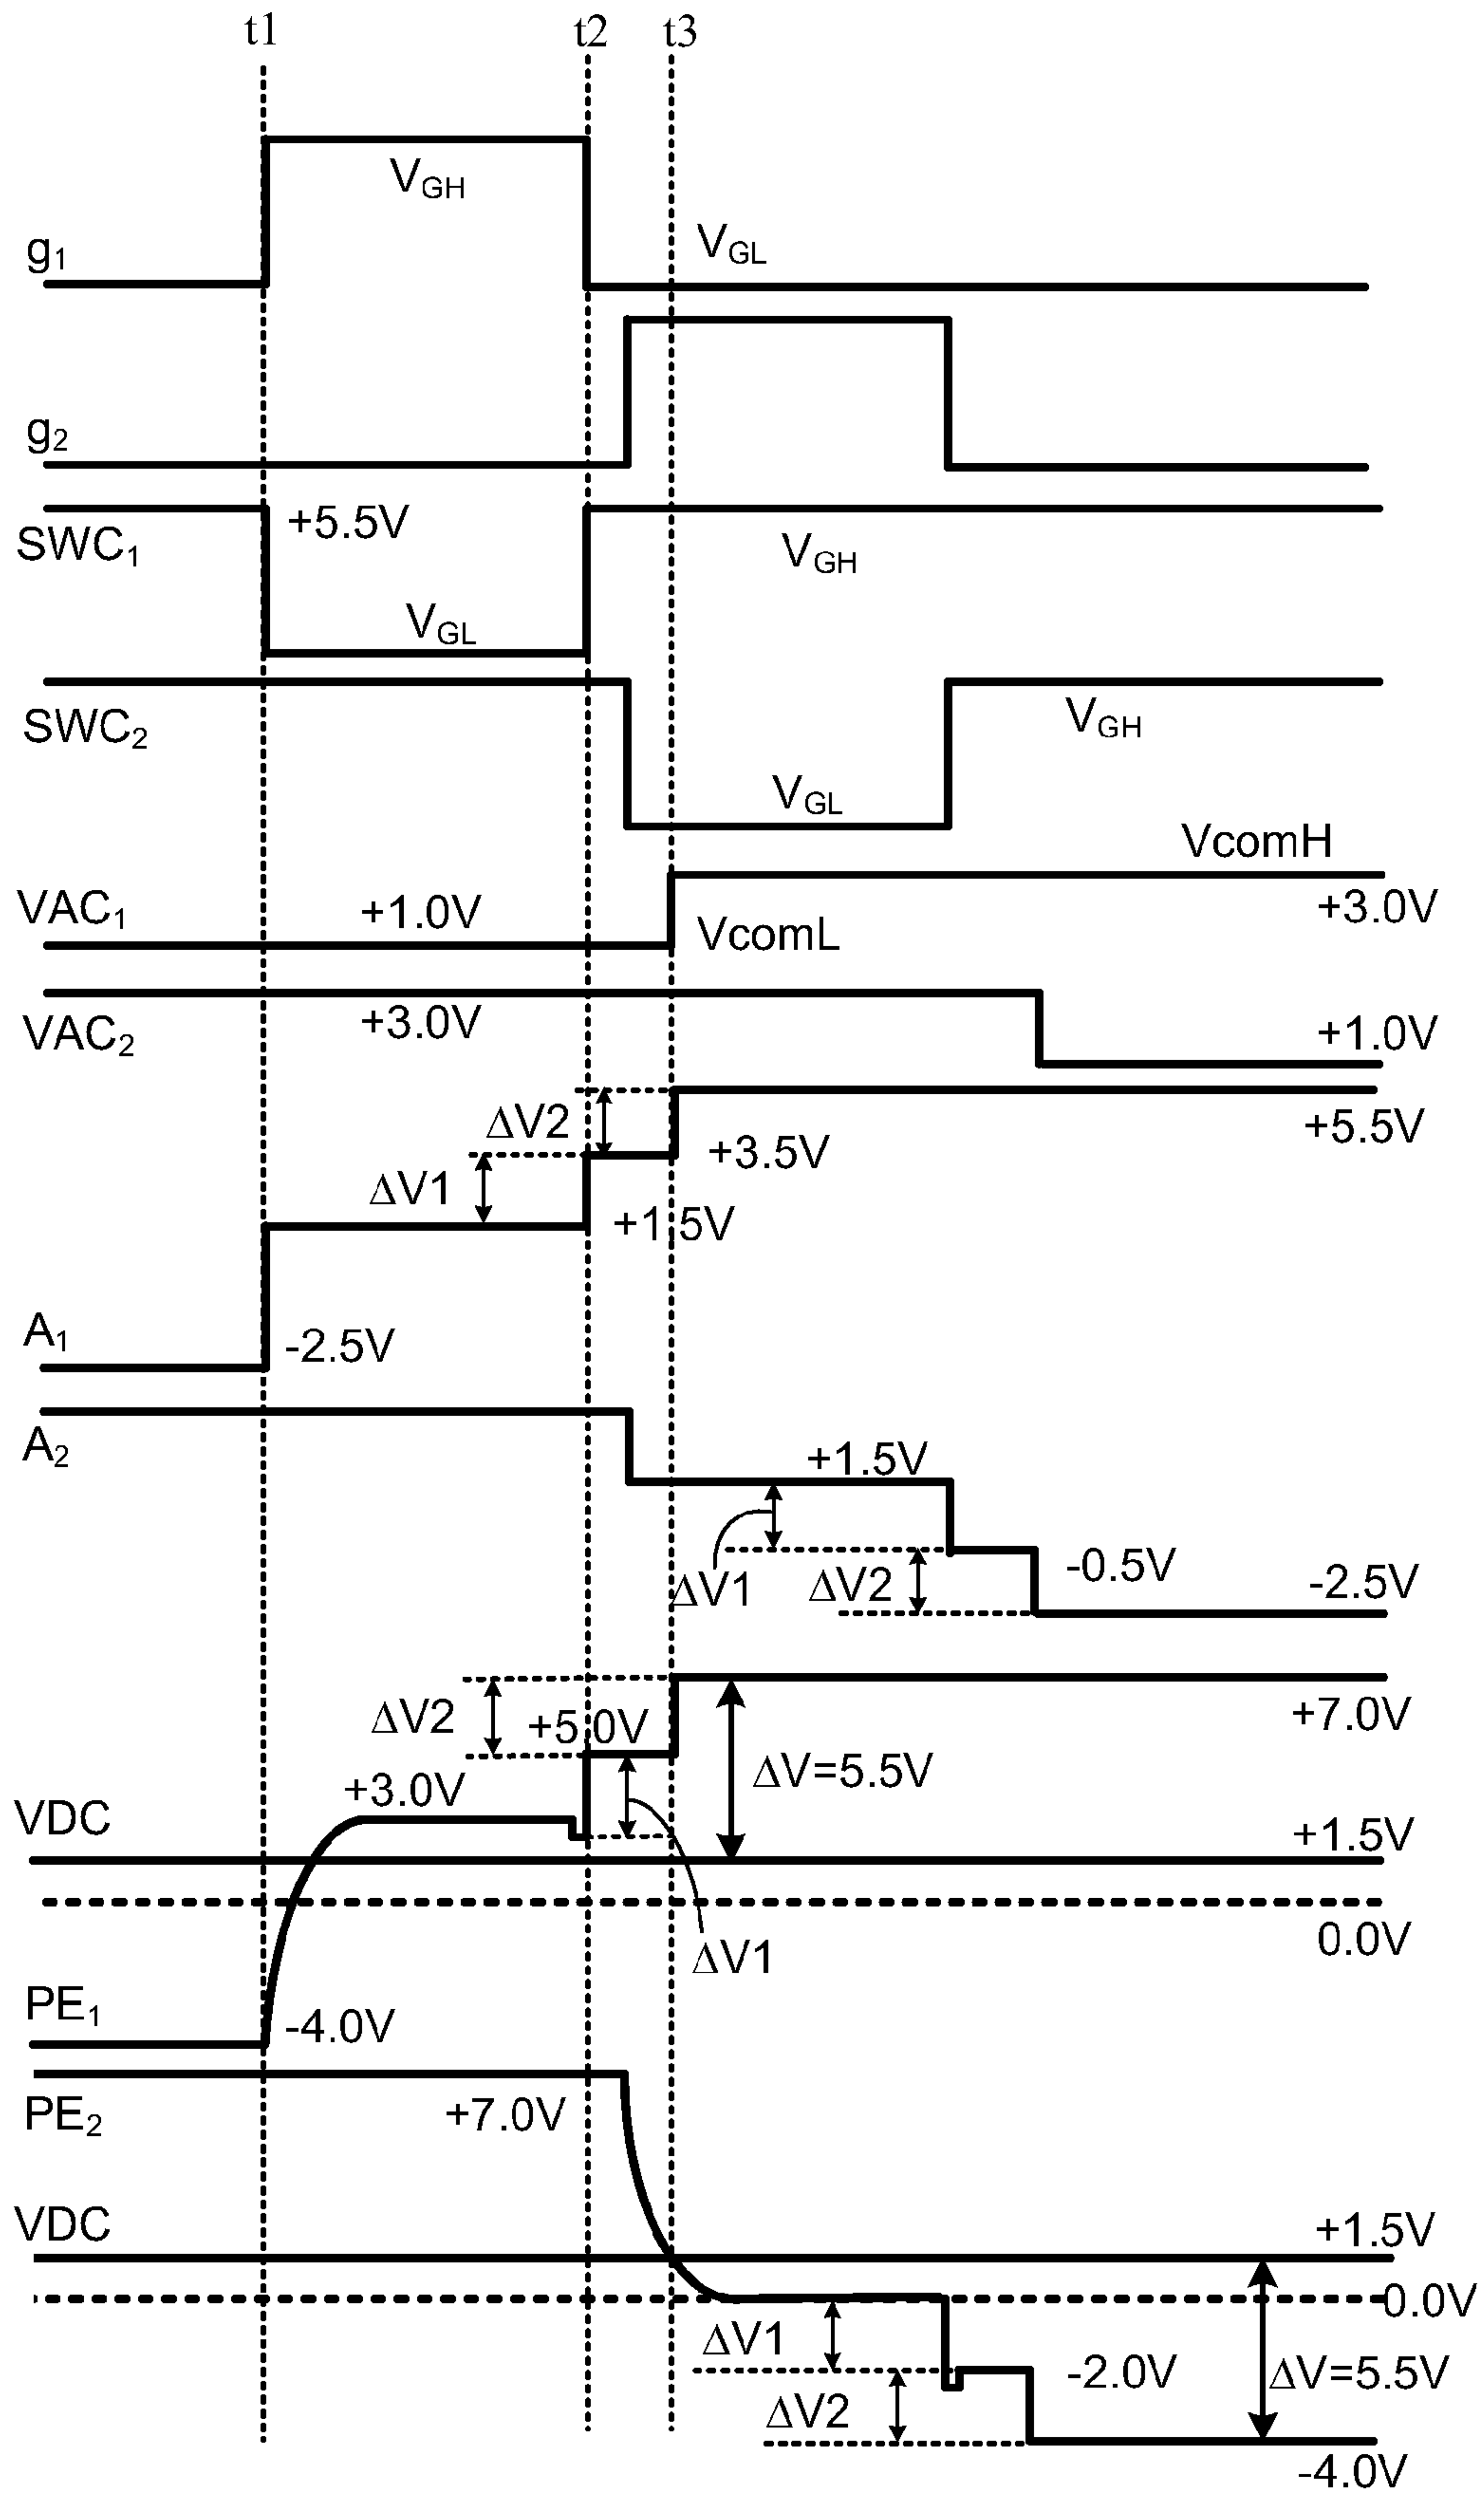 t1 t2 t3
VGH
g1 VGL
g2
SWC1 +5.5V VGH
VGL
SWC2 VGH
VGL
VcomH
VAC1 +1.0V VcomL +3.0V
VAC2 +3.0V +1.0V
ΔV2 +3.5V +5.5V
ΔV1 +1.5V
A1 -2.5V
A2 +1.5V
ΔV1 ΔV2 -0.5V -2.5V
ΔV2 +5.0V +7.0V
+3.0V ΔV=5.5V
VDC +1.5V
0.0V
ΔV1
PE1 -4.0V
PE2 +7.0V
VDC +1.5V
0.0V
ΔV1 -2.0V ΔV=5.5V
ΔV2
-4.0V